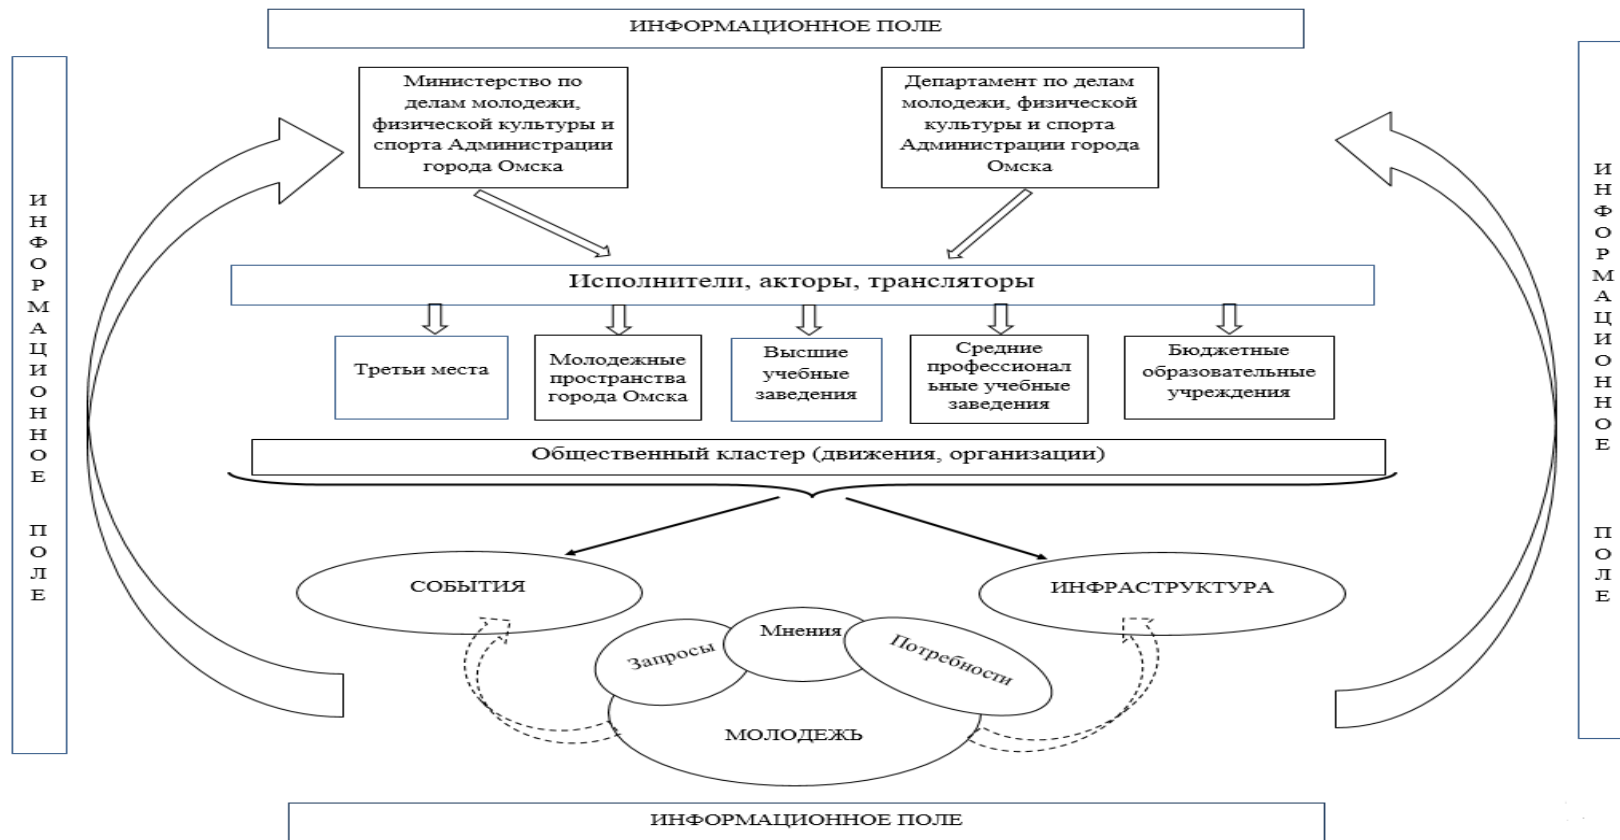 ИНФОРМАЦИОННОЕ ПОЛЕ
Министерство по
делам молодежи,
физической культуры и
спорта Администрации
города Омска
Департамент по делам
молодежи, физической
культуры и спорта
Администрации города
Омска
ИНФОРМАЦИОННОЕ ПОЛЕ
ИНФОРМАЦИОННОЕ ПОЛЕ
Исполнители, акторы, трансляторы
Третьи места
Молодежные
пространства
города Омска
Высшие
учебные
заведения
Средние
профессионал
ьные учебные
заведения
Бюджетные
образовательные
учреждения
Общественный кластер (движения, организации)
СОБЫТИЯ
ИНФРАСТРУКТУРА
Запросы
Мнения
Потребности
МОЛОДЕЖЬ
ИНФОРМАЦИОННОЕ ПОЛЕ